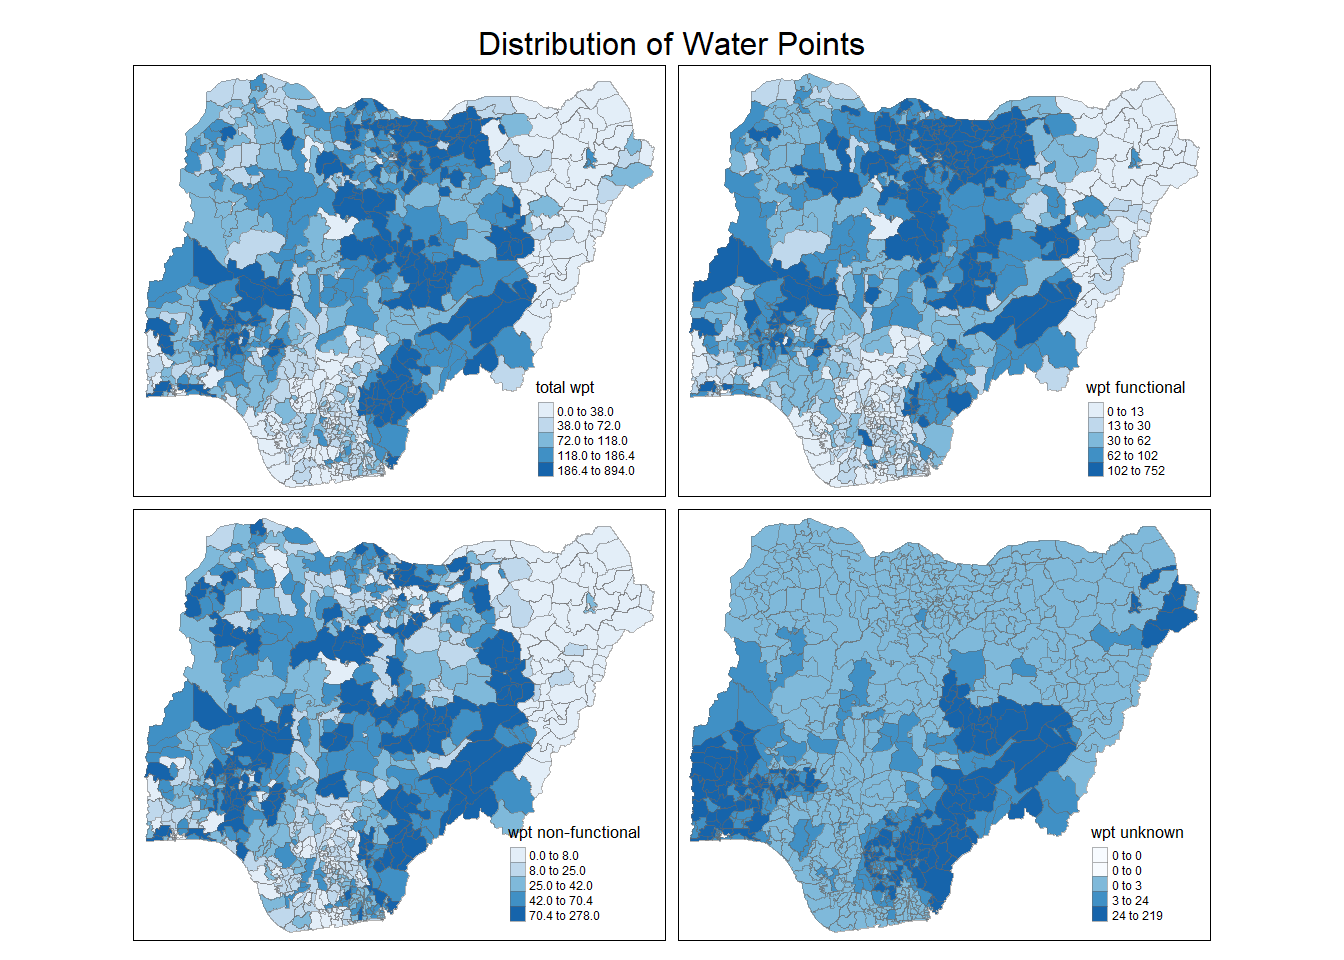 Distribution of Water Points
total wpt
0.0 to 38.0
38.0 to 72.0
72.0 to 118.0
118.0 to 186.4
186.4 to 894.0
wpt functional
0 to 13
13 to 30
30 to 62
62 to 102
102 to 752
wpt non-functional
0.0 to 8.0
8.0 to 25.0
25.0 to 42.0
42.0 to 70.4
70.4 to 278.0
wpt unknown
0 to 0
0 to 0
0 to 3
3 to 24
24 to 219